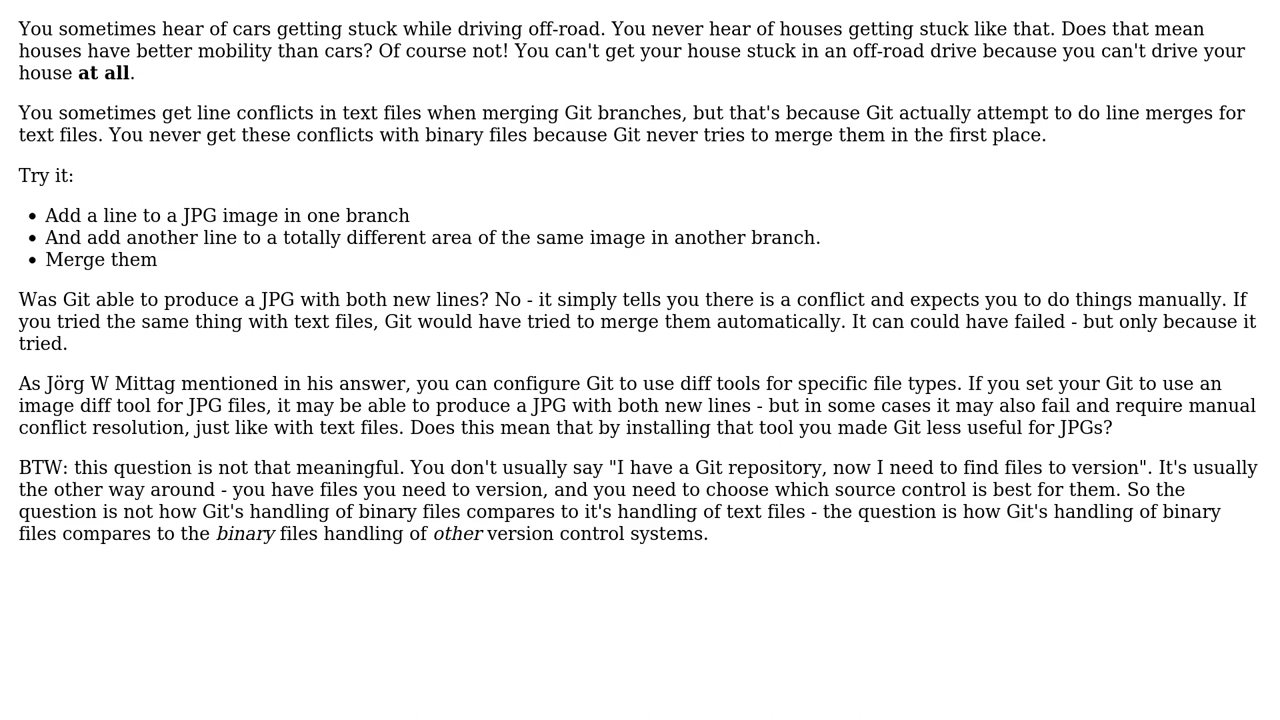 You sometimes hear of cars getting stuck while driving off-road. You never hear of houses getting stuck like that. Does that mean
houses have better mobility than cars? Of course not! You can't get your house stuck in an off-road drive because you can't drive your
house at all.
You sometimes get line conflicts in text files when merging Git branches, but that's because Git actually attempt to do line merges for
text files. You never get these conflicts with binary files because Git never tries to merge them in the first place.
Try it:
• Add a line to a JPG image in one branch
• And add another line to a totally different area of the same image in another branch.
• Merge them
Was Git able to produce a JPG with both new lines? No - it simply tells you there is a conflict and expects you to do things manually. If
you tried the same thing with text files, Git would have tried to merge them automatically. It can could have failed - but only because it
tried.
As Jörg W Mittag mentioned in his answer, you can configure Git to use diff tools for specific file types. If you set your Git to use an
image diff tool for JPG files, it may be able to produce a JPG with both new lines - but in some cases it may also fail and require manual
conflict resolution, just like with text files. Does this mean that by installing that tool you made Git less useful for JPGs?
BTW: this question is not that meaningful. You don't usually say "I have a Git repository, now I need to find files to version". It's usually
the other way around - you have files you need to version, and you need to choose which source control is best for them. So the
question is not how Git's handling of binary files compares to it's handling of text files - the question is how Git's handling of binary
files compares to the binary files handling of other version control systems.